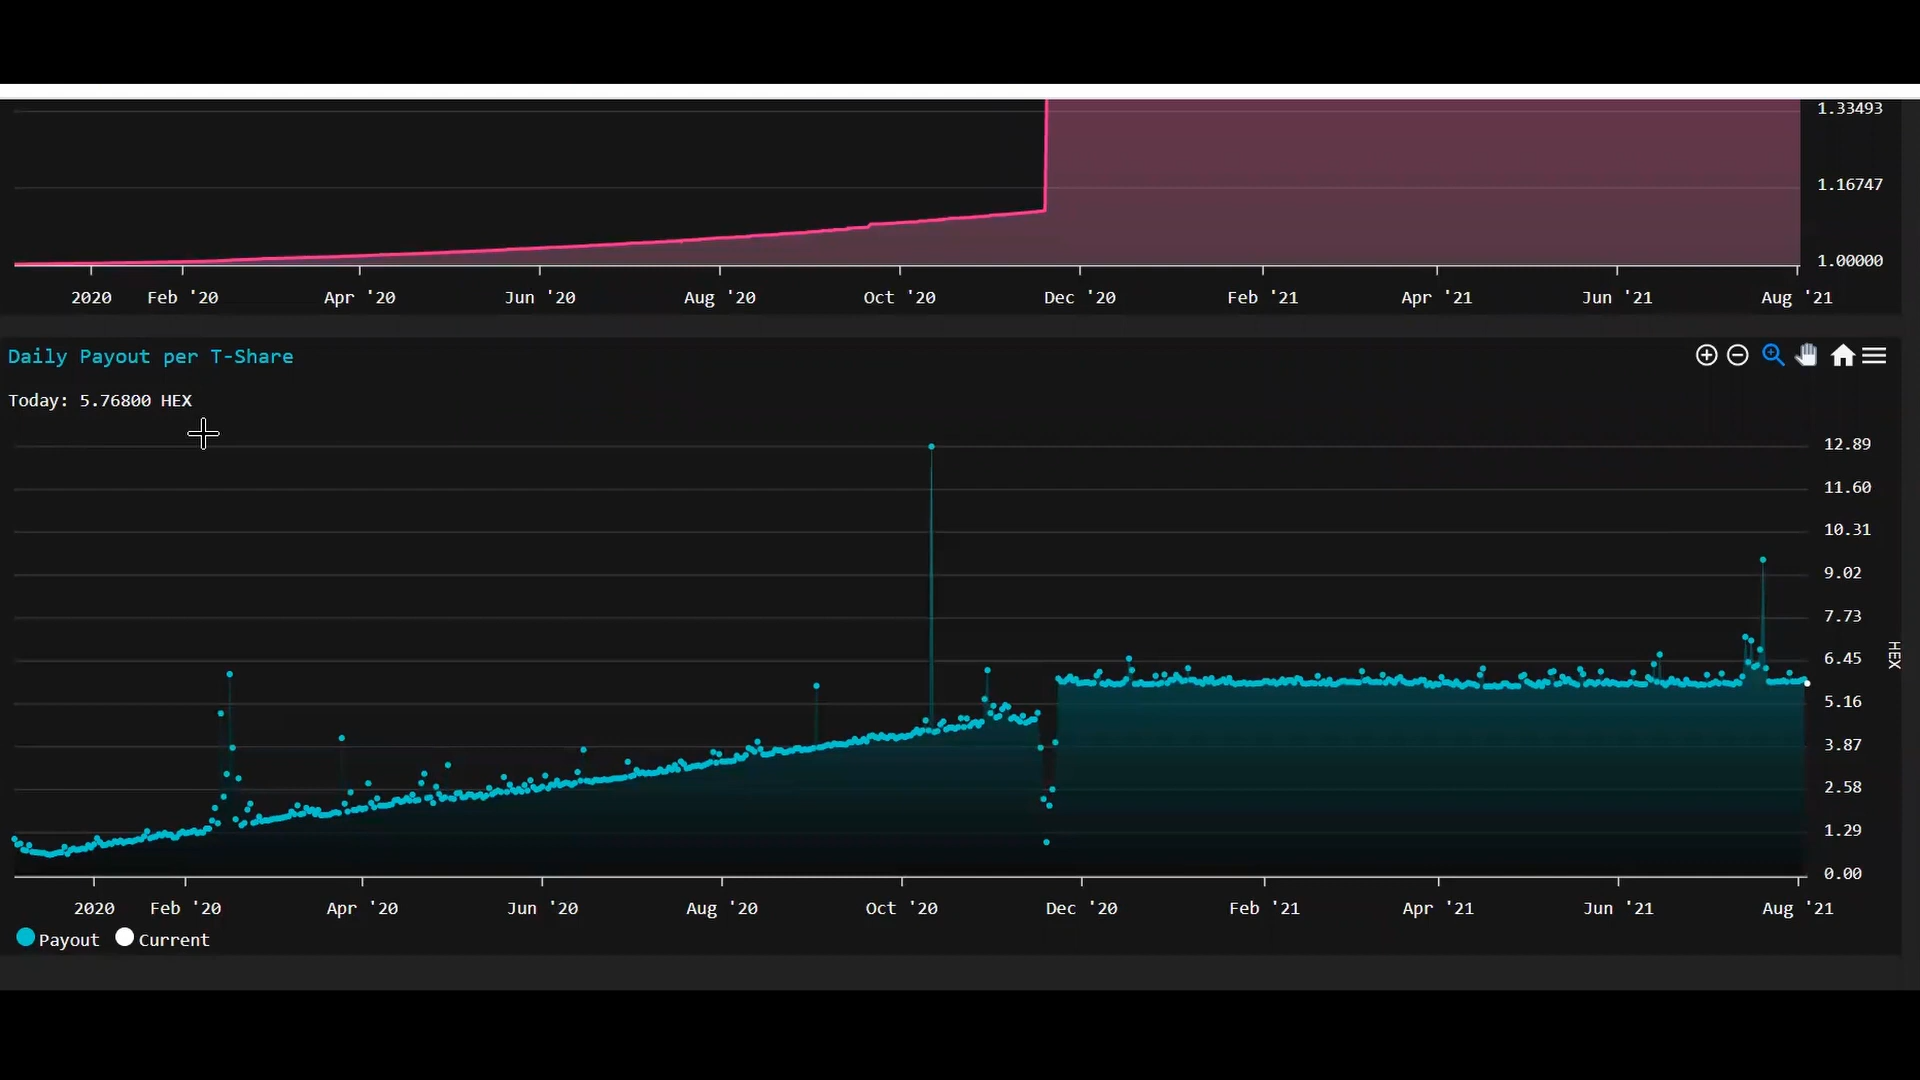 1.33493
1.16747
1.00000
2020 Feb '20 Apr '20 Jun '20 Aug '20 Oct '20 Dec '20 Feb '21 Apr '21 Jun '21 Aug '21
Daily Payout per T-Share
Today: 5.76800 HEX
12.89
11.60
10.31
9.02
7.73
6.45
5.16
3.87
2.58
1.29
0.00
HEX
2020 Feb '20 Apr '20 Jun '20 Aug '20 Oct '20 Dec '20 Feb '21 Apr '21 Jun '21 Aug '21
Payout Current